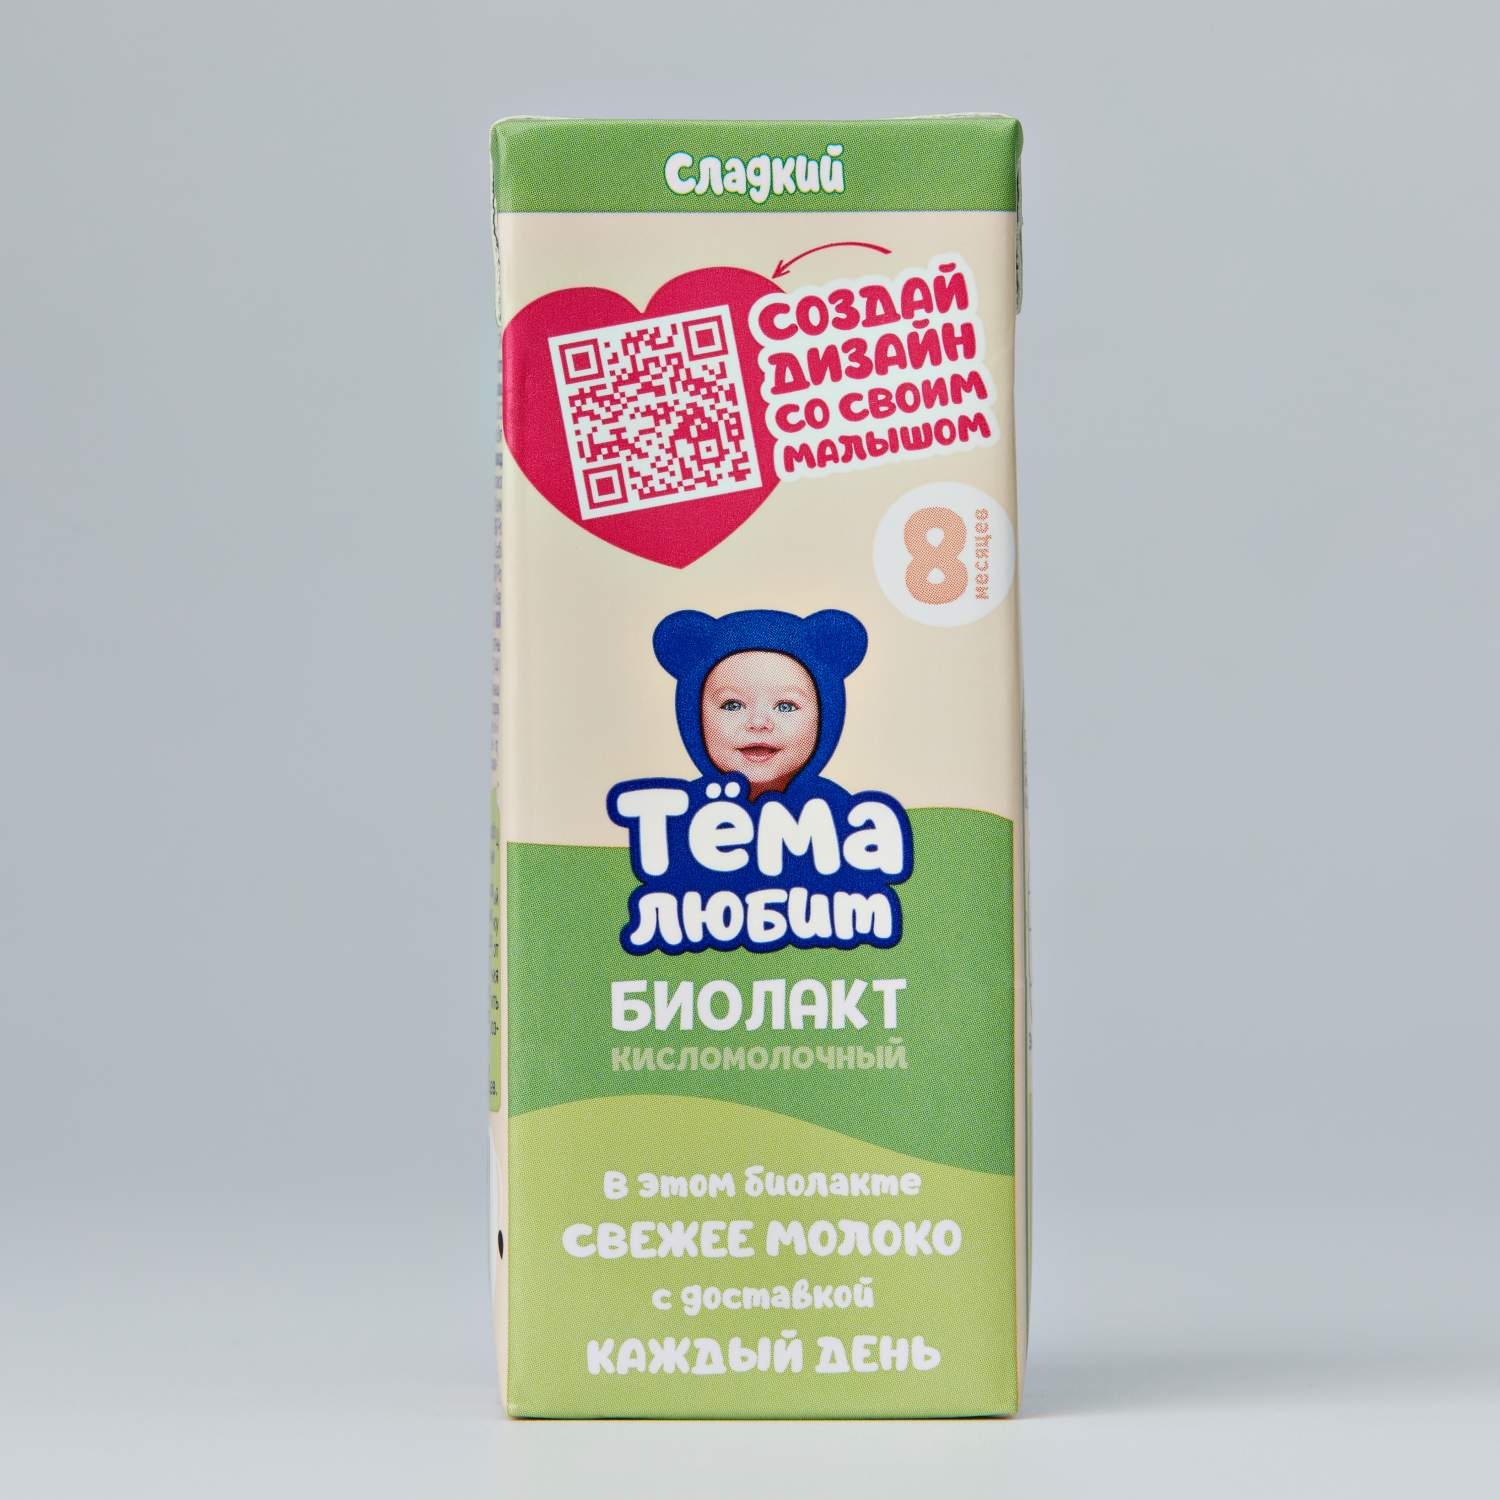 Сладкий
СОЗДАЙ
ДИЗАЙН
СО СВОИМ
МАЛЫШОМ
8
месяцев
Тёма
любит
БИОЛАКТ
КИСЛОМОЛОЧНЫЙ
В этом биолакте
СВЕЖЕЕ МОЛОКО
с доставкой
КАЖДЫЙ ДЕНЬ